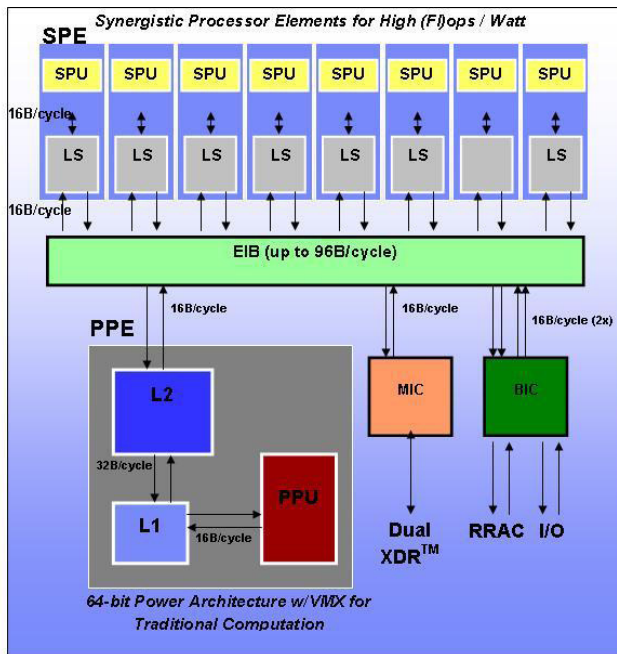 Synergistic Processor Elements for High (Fl)ops / Watt
SPE
SPU SPU SPU SPU SPU SPU SPU SPU
16B/cycle
LS LS LS LS LS LS LS
16B/cycle
EIB (up to 96B/cycle)
16B/cycle 16B/cycle 16B/cycle (2x)
PPE
L2 MIC BIC
32B/cycle
PPU
L1
16B/cycle
Dual RRAC I/O
XDR™
64-bit Power Architecture w/VMX for
Traditional Computation